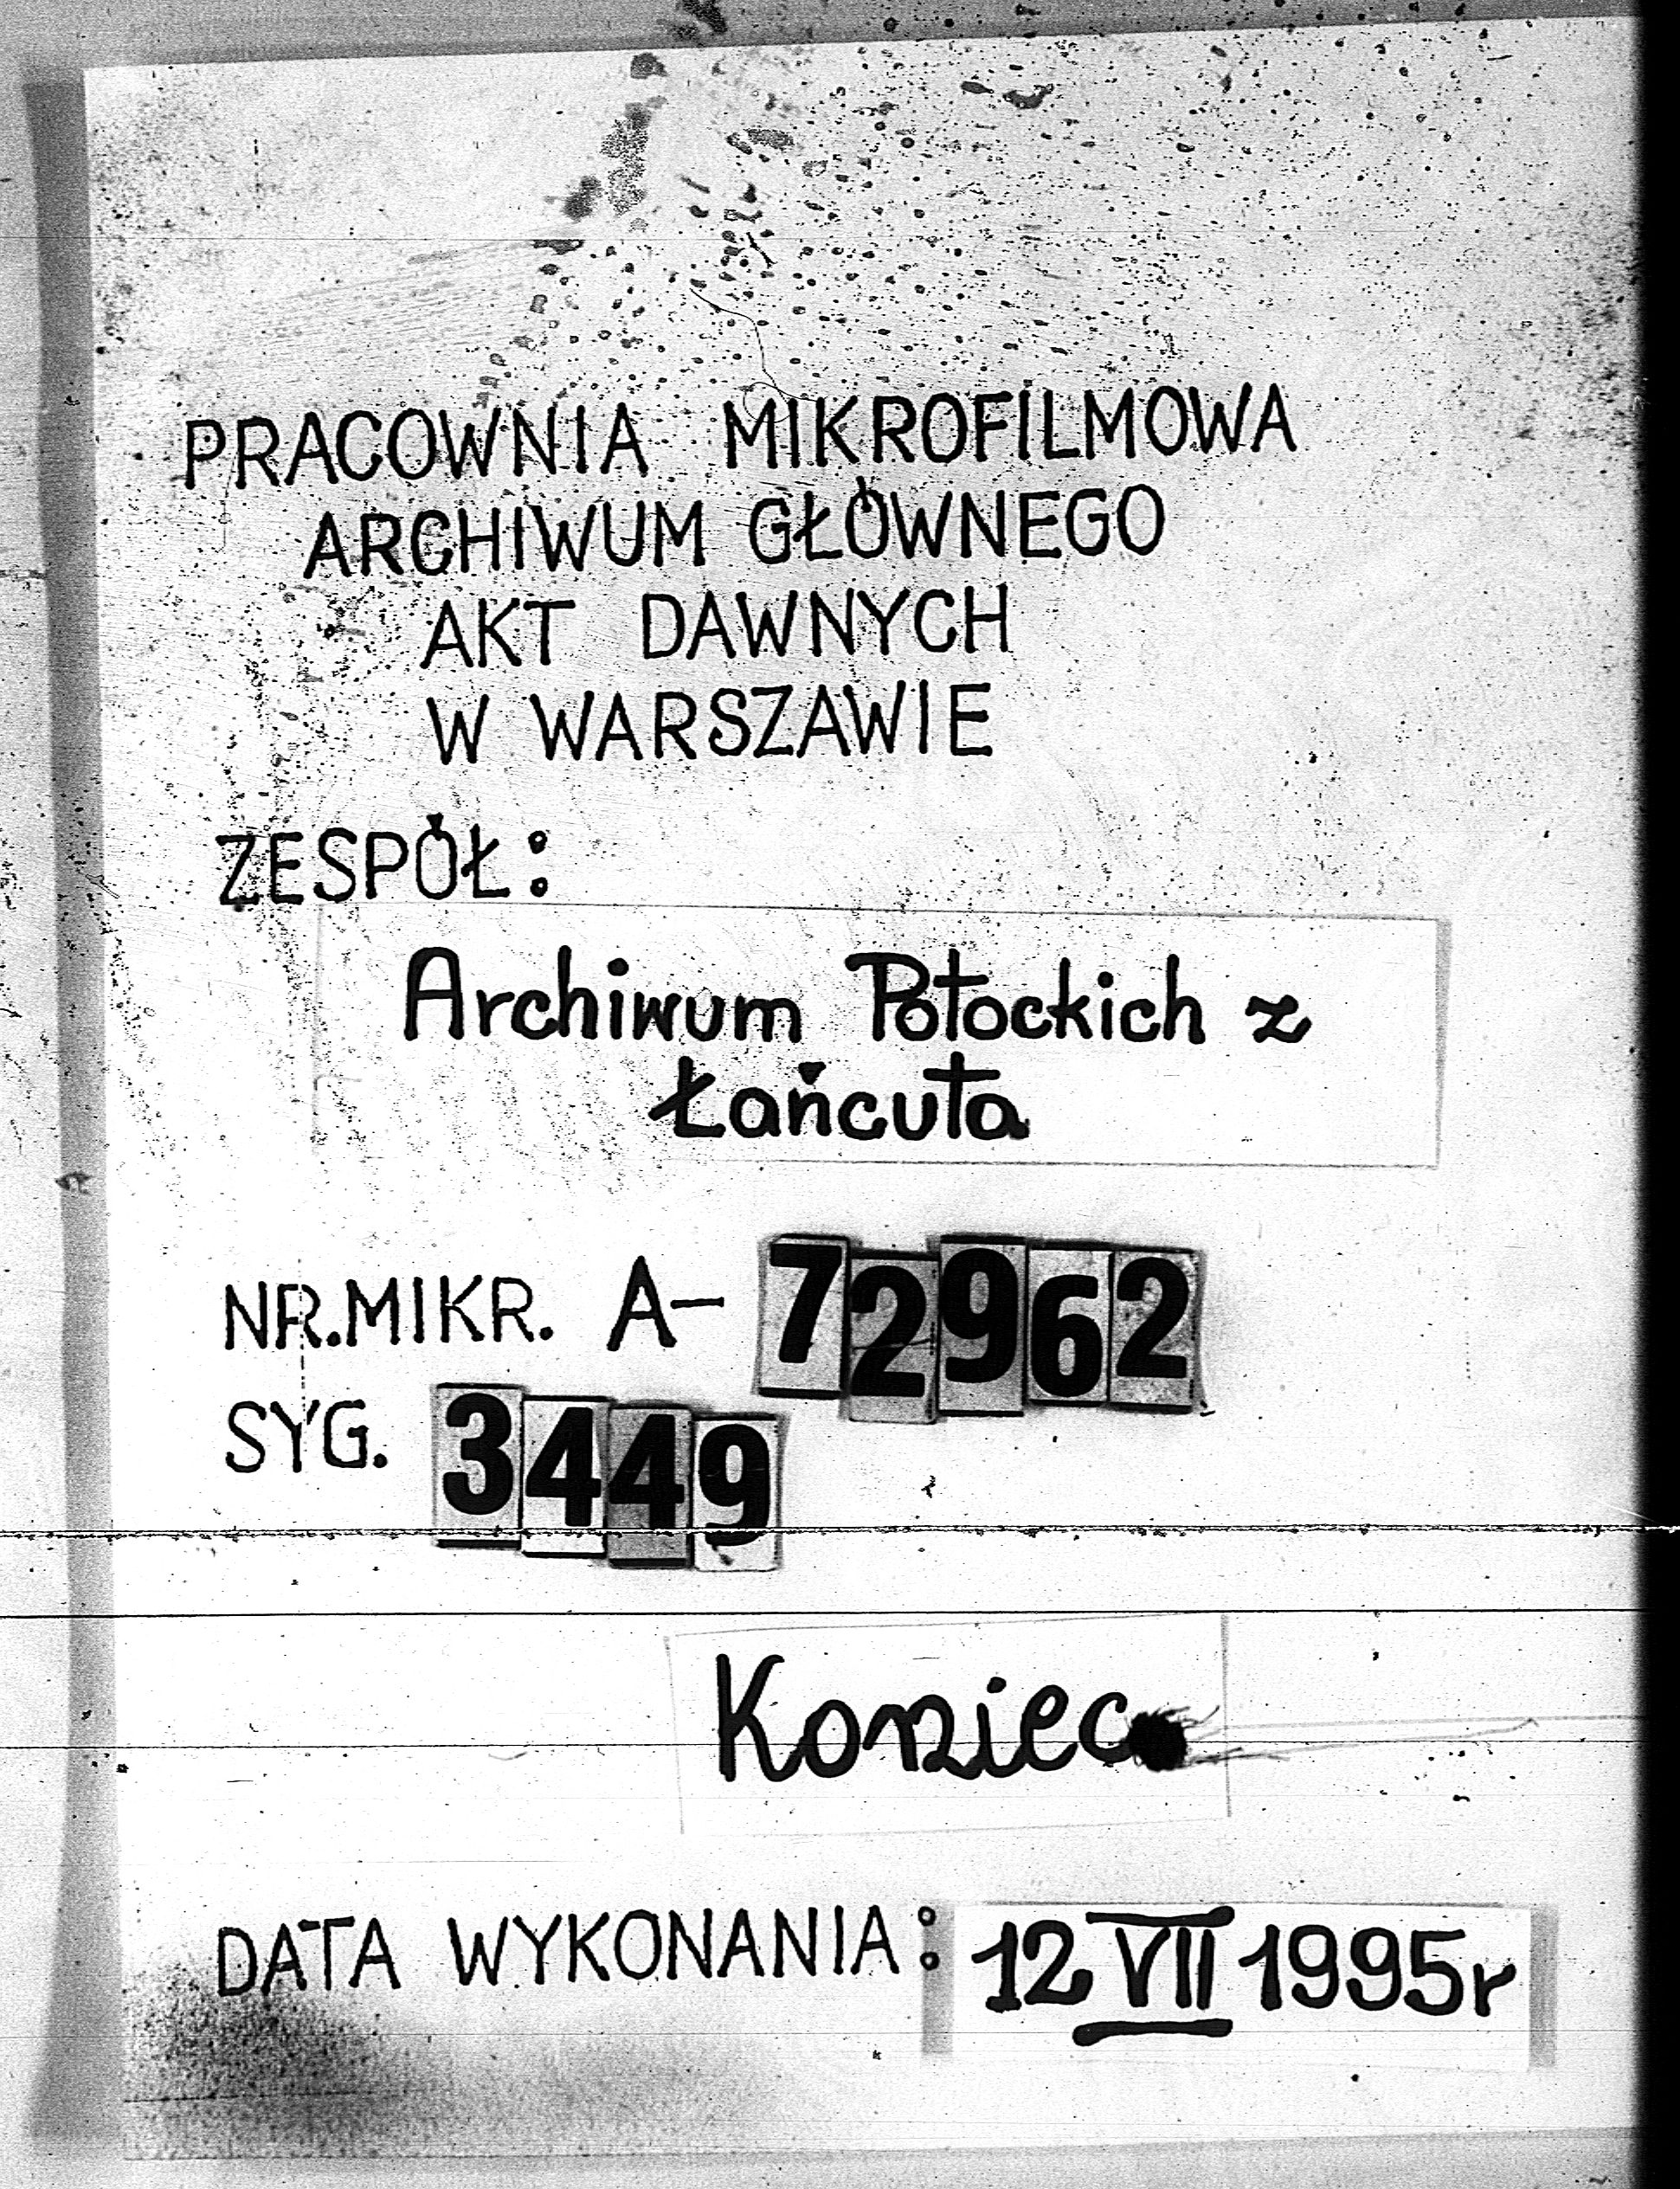 PRACOWNIA MIKROFILMOWA
ARCHIWUM GŁÓWNEGO
AKT DAWNYCH
W WARSZAWIE
ZESPÓŁ:
Archiwum Potockich z
Łańcuta
NR. MIKR. A- 72962
SYG. 3449
Koniec
DATA WYKONANIA: 12 VII 1995r